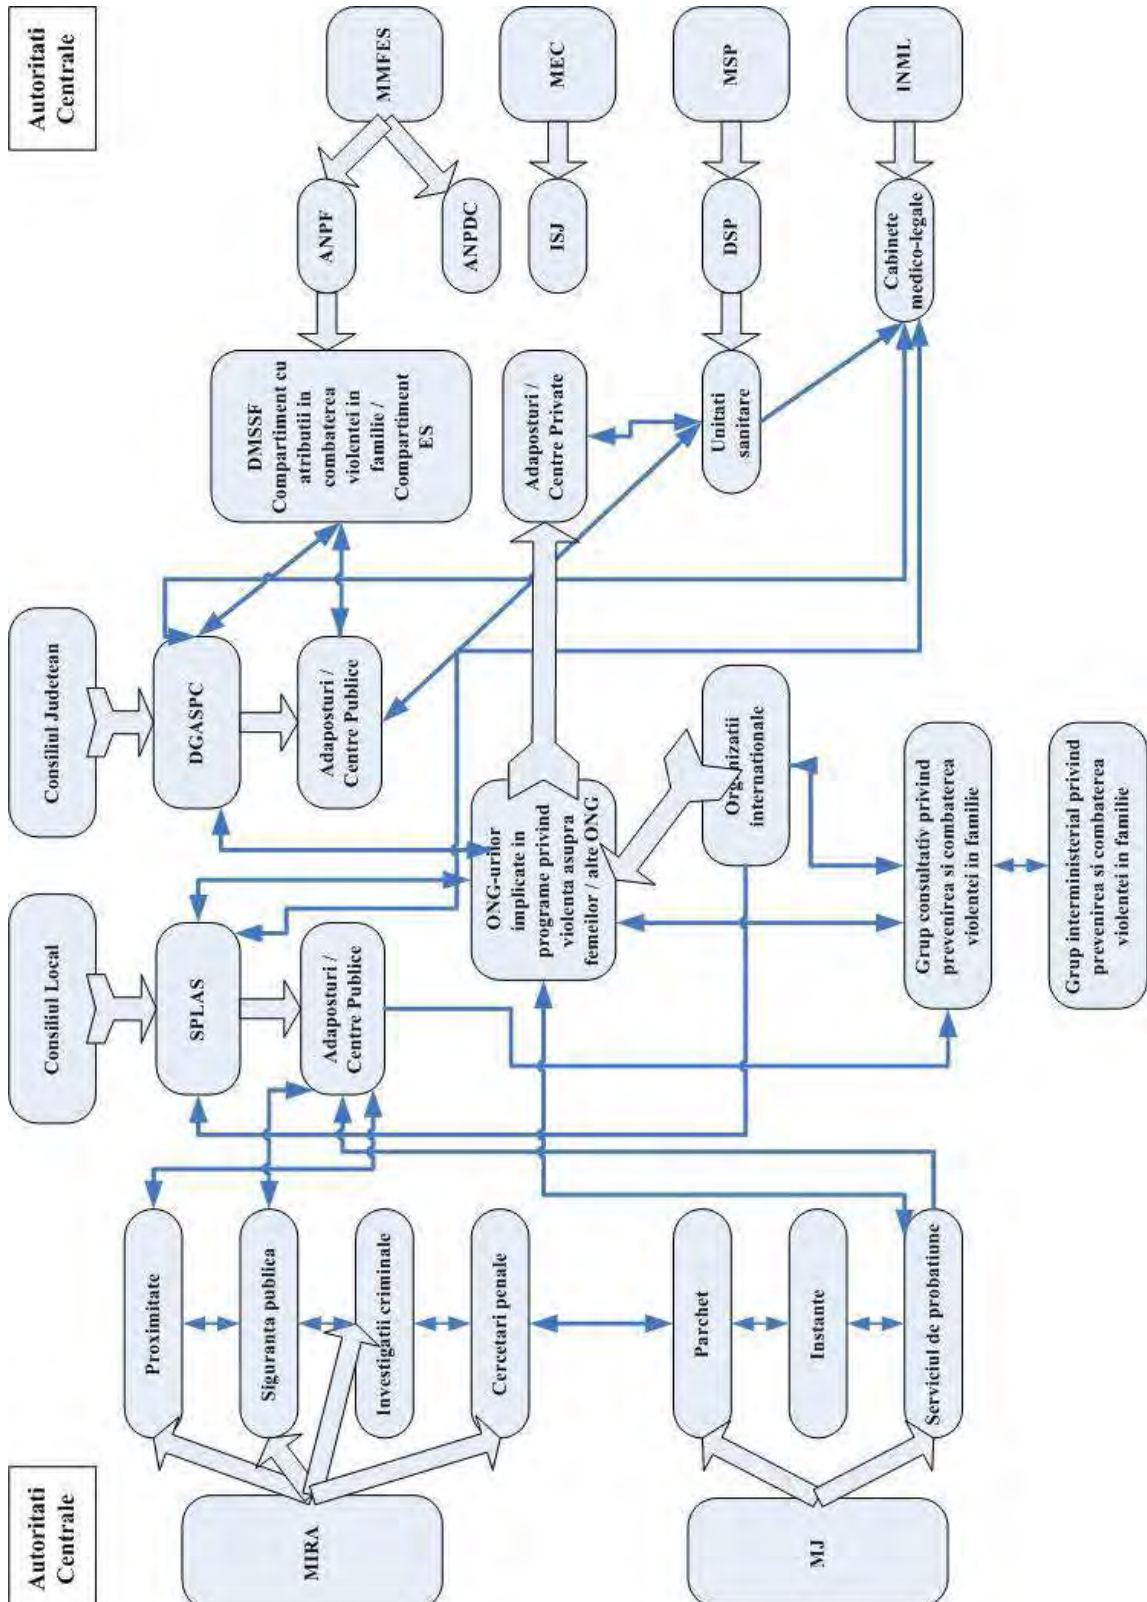 Autoritati
Centrale
Consiliul Local
Consiliul Judetean
Autoritati
Centrale
MIRA
Proximitate
Siguranta publica
Investigatii criminale
Cercetari penale
SPLAS
Adaposturi /
Centre Publice
DGASPC
Adaposturi /
Centre Publice
DMSSF
Compartiment cu
atributii in
combaterea
violentei in
familie /
Compartiment
ES
ANPF
ANPDC
MMFES
ONG-urilor
implicate in
programe privind
violenta asupra
femeilor / alte ONG
Adaposturi /
Centre Private
ISJ
MEC
MJ
Parchet
Instante
Serviciul de probatiune
Organizatii
internationale
Unitati
sanitare
DSP
MSP
Grup consultativ privind
prevenirea si combaterea
violentei in familie
Cabinete
medico-legale
INML
Grup interministerial privind
prevenirea si combaterea
violentei in familie